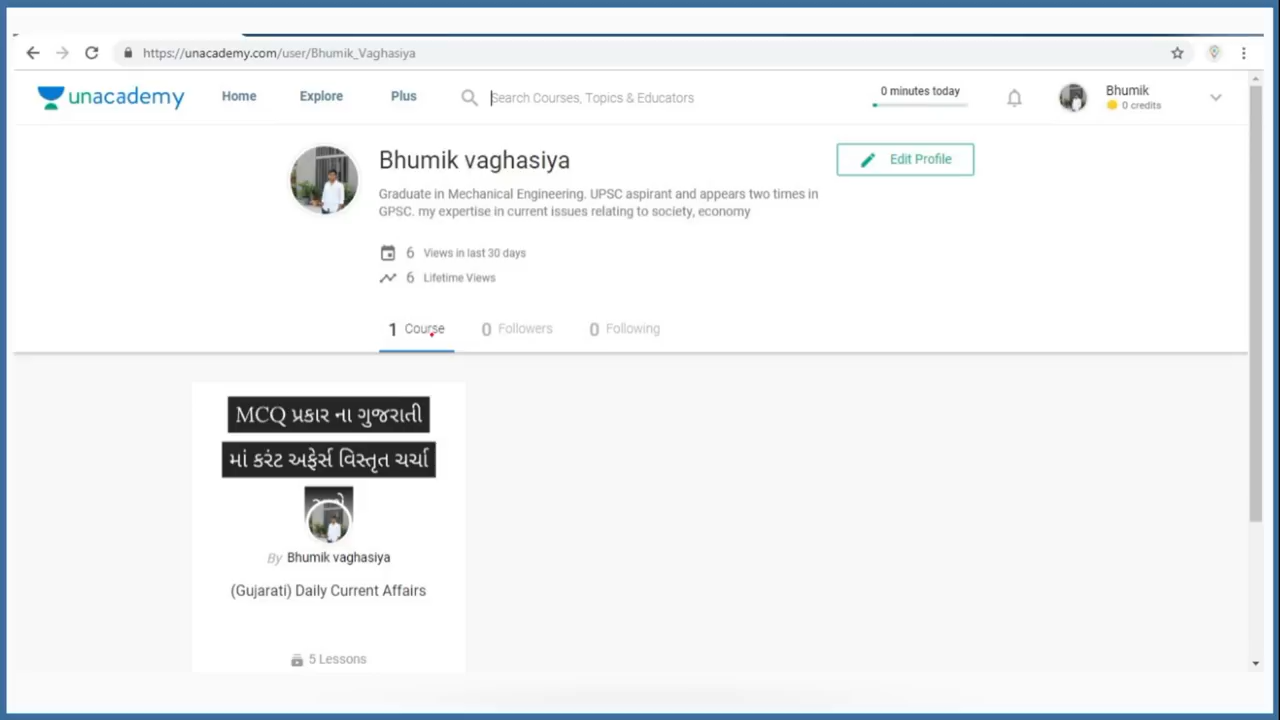 https://unacademy.com/user/Bhumik_Vaghasiya
unacademy
Home
Explore
Plus
Search Courses, Topics & Educators
0 minutes today
Bhumik
0 credits
Bhumik vaghasiya
Edit Profile
Graduate in Mechanical Engineering. UPSC aspirant and appears two times in
GPSC. my expertise in current issues relating to society, economy
6 Views in last 30 days
6 Lifetime Views
1 Course
0 Followers
0 Following
MCQ પ્રકાર ના ગુજરાતી
માં કરંટ અફેર્સ વિસ્તૃત ચર્ચા
By Bhumik vaghasiya
(Gujarati) Daily Current Affairs
5 Lessons